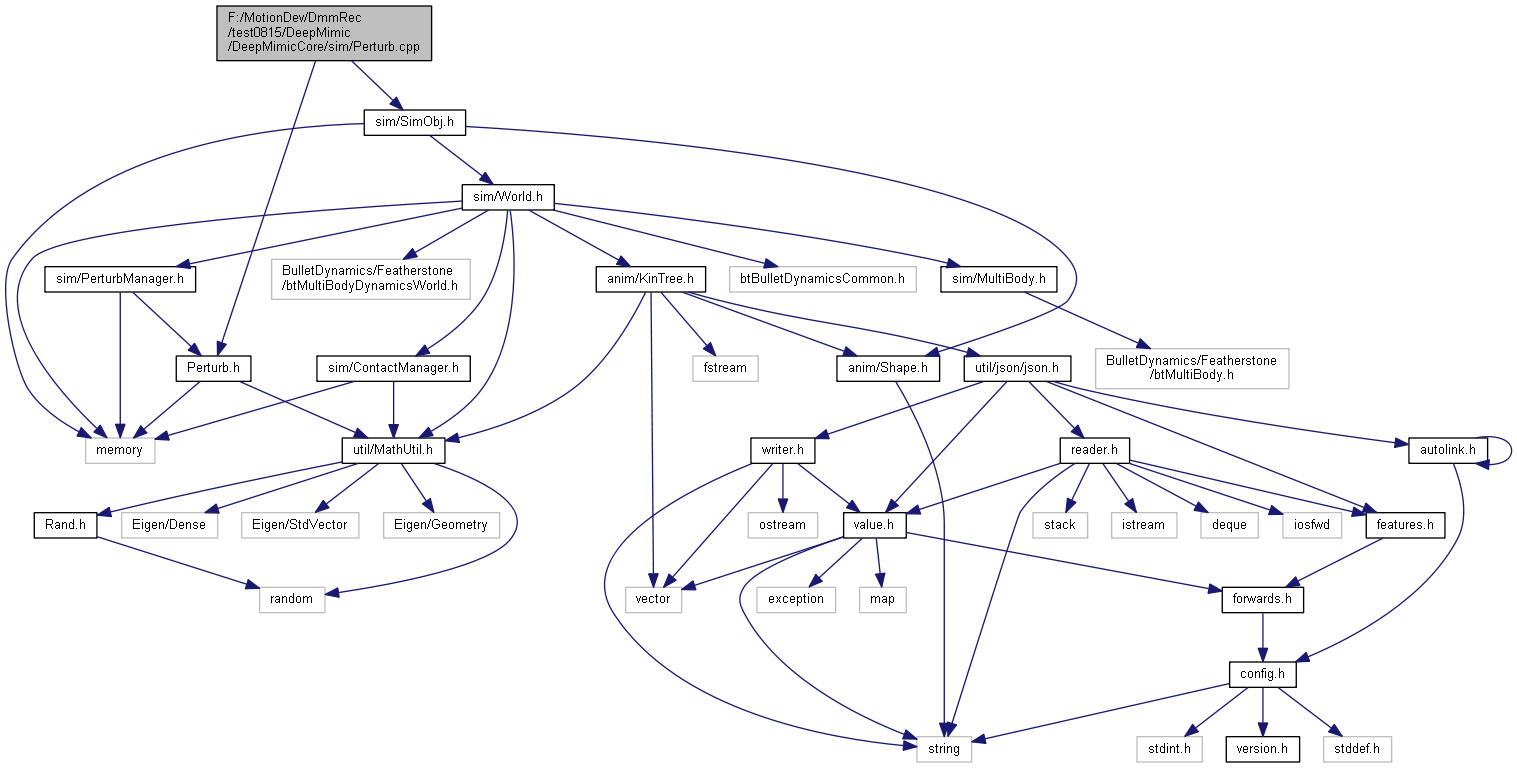 F:/MotionDev/DmmRec
/test0815/DeepMimic
/DeepMimicCore/sim/Perturb.cpp
sim/SimObj.h
sim/World.h
sim/PerturbManager.h
BulletDynamics/Featherstone
/btMultiBodyDynamicsWorld.h
anim/KinTree.h
btBulletDynamicsCommon.h
sim/MultiBody.h
Perturb.h
sim/ContactManager.h
fstream
anim/Shape.h
util/json/json.h
BulletDynamics/Featherstone
/btMultiBody.h
memory
util/MathUtil.h
writer.h
reader.h
autolink.h
Rand.h
Eigen/Dense
Eigen/StdVector
Eigen/Geometry
ostream
value.h
stack
istream
deque
iosfwd
features.h
random
vector
exception
map
forwards.h
config.h
string
stdint.h
version.h
stddef.h